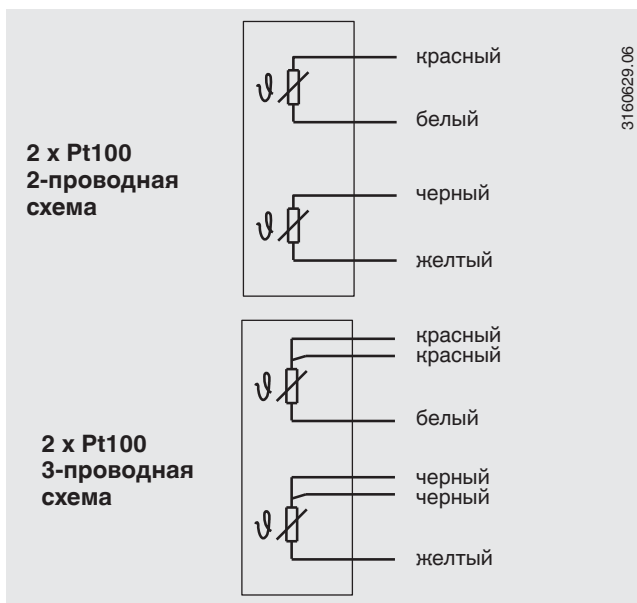 красный
белый
2 x Pt100
2-проводная
схема
черный
желтый
красный
красный
белый
2 x Pt100
3-проводная
схема
черный
черный
желтый
3160629.06